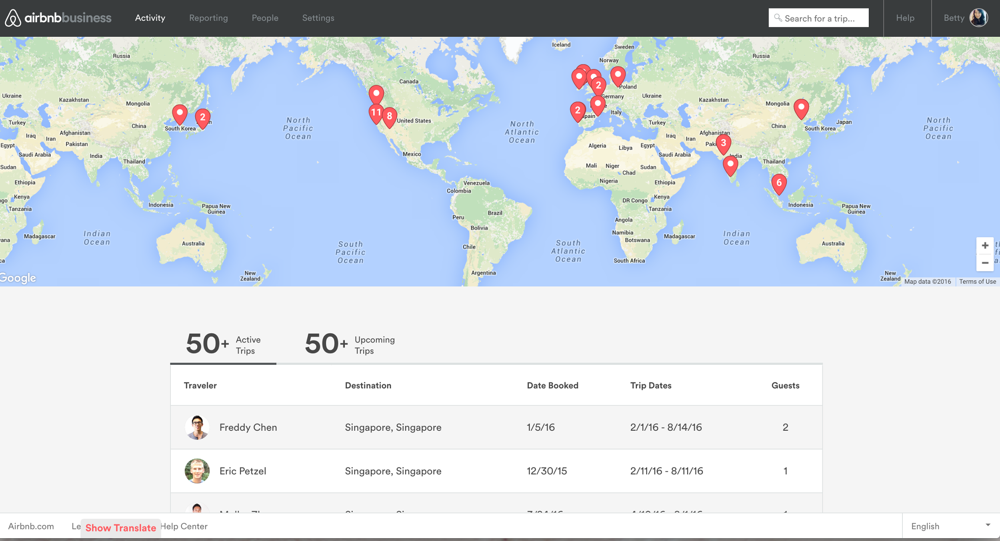 airbnbbusiness
Activity
Reporting
People
Settings
Search for a trip...
Help
Betty
Iceland
Sweden
Russia
Russia
Norway
Canada
Poland
Ukraine
Kazakhstan
Mongolia
2
Germany
Ukraine
Kazakhstan
Mongolia
2
11
8
2
Spain
Italy
United States
South Korea
Turkey
China
Iraq
Iran
Afghanistan
Pakistan
Egypt
Saudi Arabia
India
Sudan
Thailand
Ethiopia
Kenya
Tanzania
Indonesia
Papua New
Guinea
Madagascar
Indian
Ocean
Australia
New
Zealand
North
Pacific
Ocean
Mexico
North
Atlantic
Ocean
Venezuela
Colombia
Brazil
Peru
Bolivia
Chile
Argentina
South
Pacific
Ocean
South
Atlantic
Ocean
Turkey
Iraq
Iran
Afghanistan
3
India
China
South Korea
Japan
North
Pacific
Ocean
Algeria
Libya
Egypt
Saudi Arabia
Mali
Niger
Sudan
Chad
Nigeria
Ethiopia
Thailand
6
DR Congo
Kenya
Tanzania
Indonesia
Papua New
Guinea
Angola
Namibia
Botswana
Madagascar
Indian
Ocean
South Africa
Australia
New
Zealand
+
−
Google
Map data ©2016
Terms of Use
50+ Active
Trips
50+ Upcoming
Trips
Traveler Destination Date Booked Trip Dates Guests
Freddy Chen Singapore, Singapore 1/5/16 2/1/16 - 8/14/16 2
Eric Petzel Singapore, Singapore 12/30/15 2/11/16 - 8/11/16 1
Airbnb.com
Le
Show Translate
Help Center
English